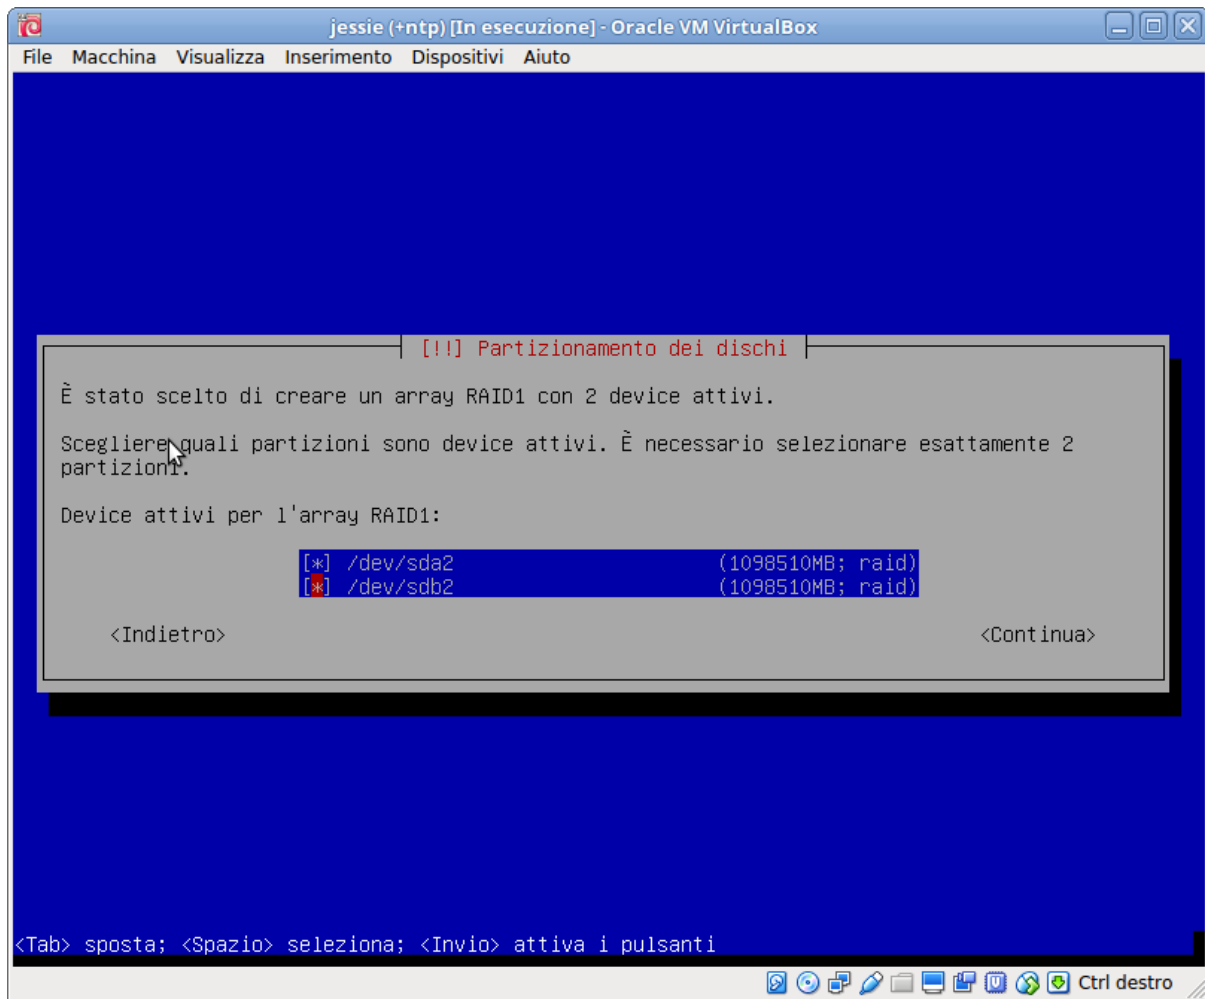 jessie (+ntp) [In esecuzione] - Oracle VM VirtualBox
File Macchina Visualizza Inserimento Dispositivi Aiuto
[!!] Partizionamento dei dischi
È stato scelto di creare un array RAID1 con 2 device attivi.
Scegliere quali partizioni sono device attivi. È necessario selezionare esattamente 2
partizioni.
Device attivi per l'array RAID1:
[*] /dev/sda2 (1098510MB; raid)
[*] /dev/sdb2 (1098510MB; raid)
<Indietro> <Continua>
<Tab> sposta; <Spazio> seleziona; <Invio> attiva i pulsanti
Ctrl destro